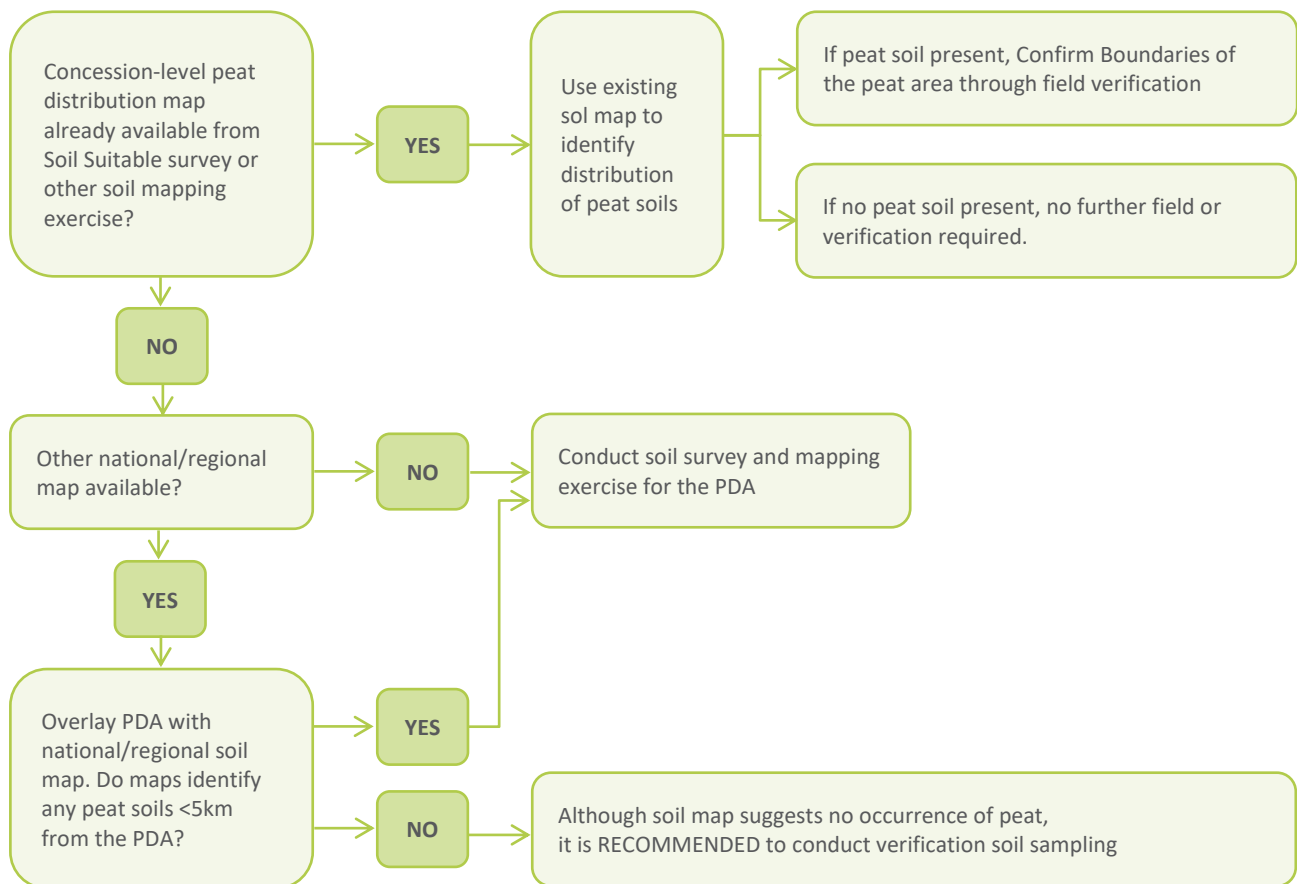 Concession-level peat
distribution map
already available from
Soil Suitable survey or
other soil mapping
exercise?
YES
Use existing
sol map to
identify
distribution
of peat soils
If peat soil present, Confirm Boundaries of
the peat area through field verification
If no peat soil present, no further field or
verification required.
NO
Other national/regional
map available?
NO
Conduct soil survey and mapping
exercise for the PDA
YES
Overlay PDA with
national/regional soil
map. Do maps identify
any peat soils <5km
from the PDA?
YES
NO
Although soil map suggests no occurrence of peat,
it is RECOMMENDED to conduct verification soil sampling